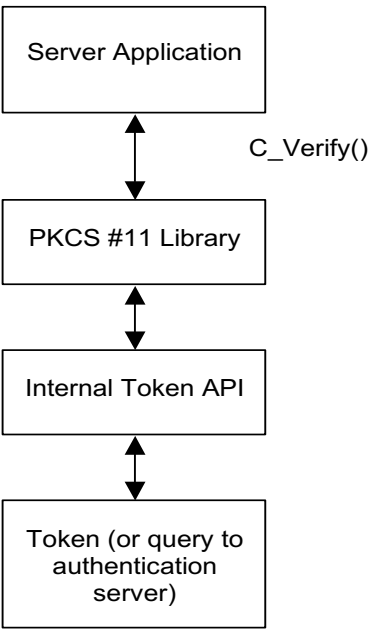 Server Application
C_Verify()
PKCS #11 Library
Internal Token API
Token (or query to
authentication
server)